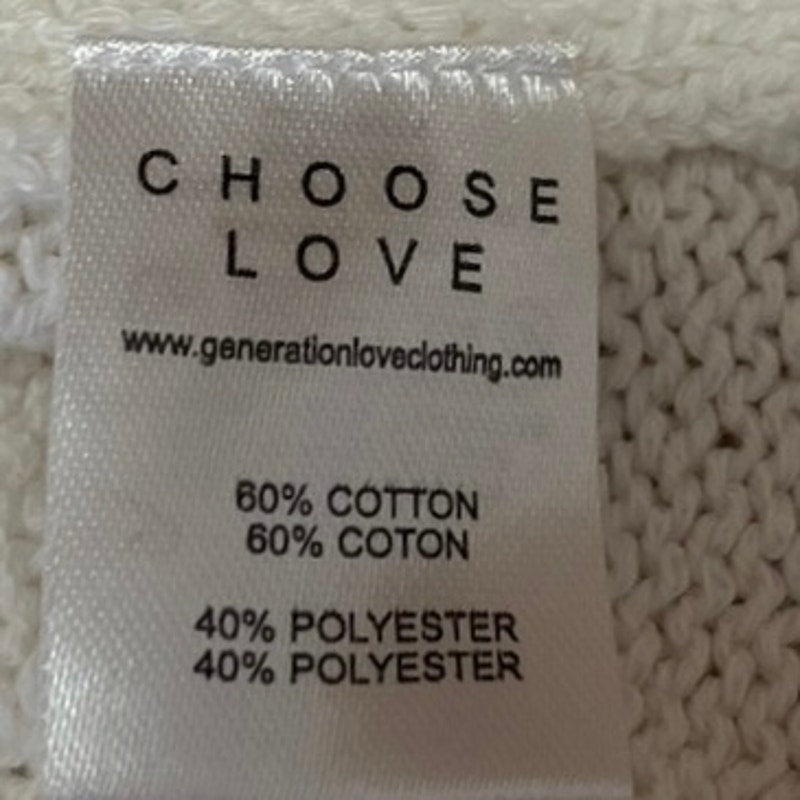 CHOOSE
LOVE
www.generationloveclothing.com
60% COTTON
60% COTON
40% POLYESTER
40% POLYESTER